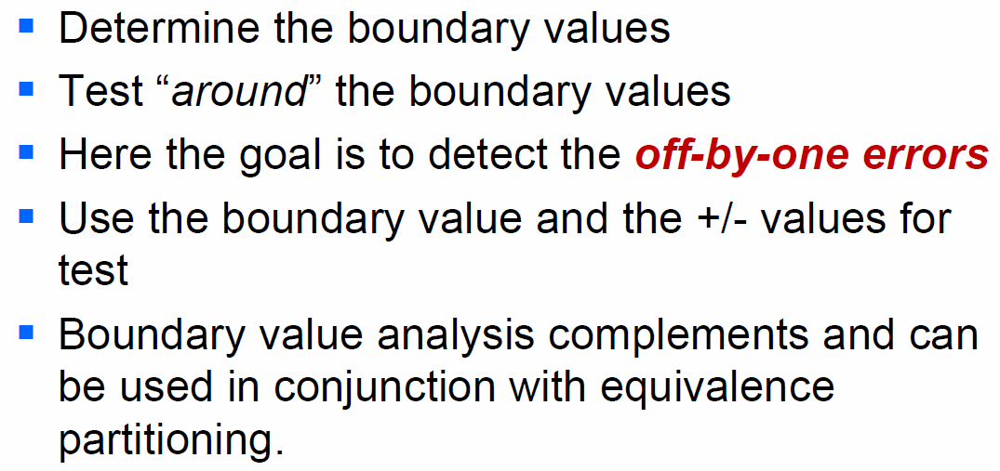 ▪ Determine the boundary values
▪ Test “around” the boundary values
▪ Here the goal is to detect the off-by-one errors
▪ Use the boundary value and the +/- values for
test
▪ Boundary value analysis complements and can
be used in conjunction with equivalence
partitioning.